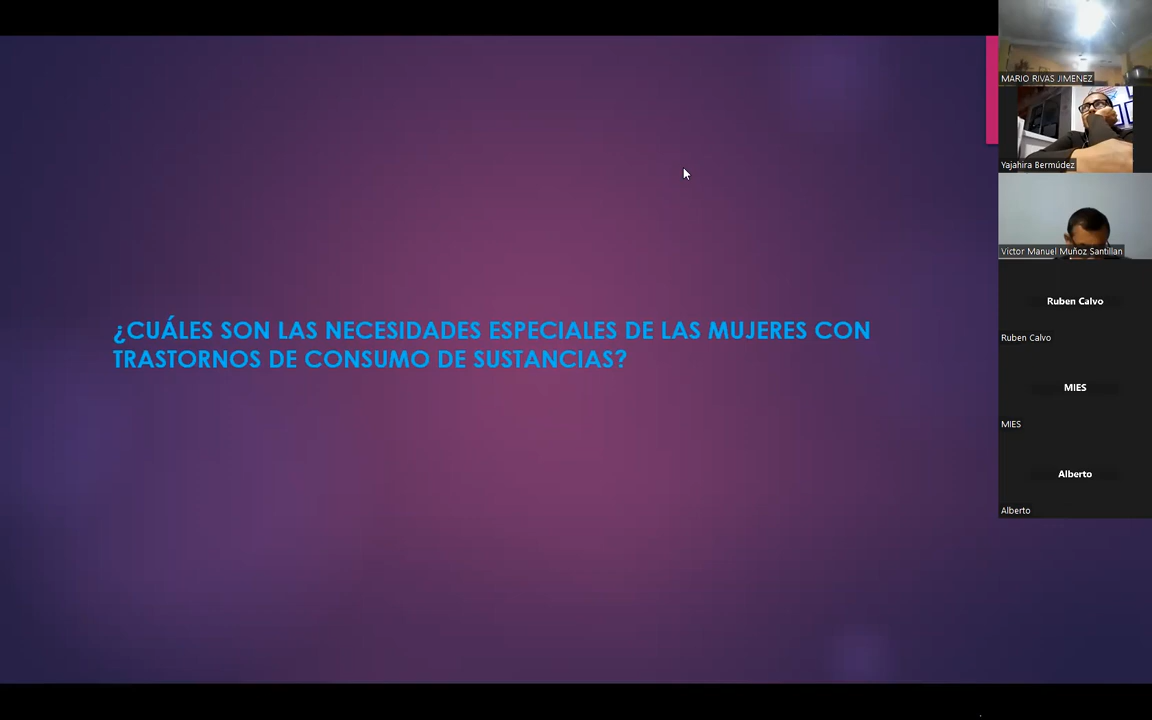 ¿CUÁLES SON LAS NECESIDADES ESPECIALES DE LAS MUJERES CON
TRASTORNOS DE CONSUMO DE SUSTANCIAS?
MARIO RIVAS JIMENEZ
Yajahira Bermúdez
Victor Manuel Muñoz Santillan
Ruben Calvo
Ruben Calvo
MIES
MIES
Alberto
Alberto